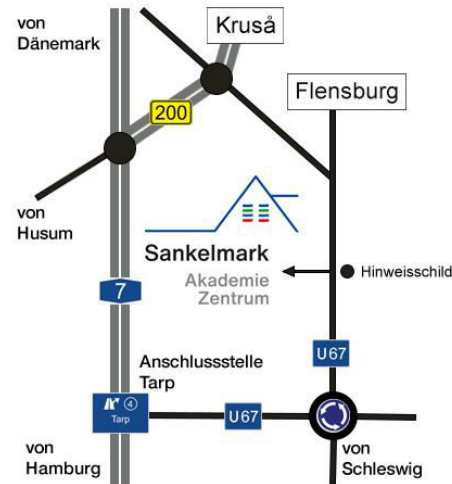 von
Dänemark
Kruså
Flensburg
200
von
Husum
Sankelmark
Akademie
Zentrum
Hinweisschild
7
U67
Anschlussstelle
Tarp
4
Tarp
U67
von
Hamburg
von
Schleswig